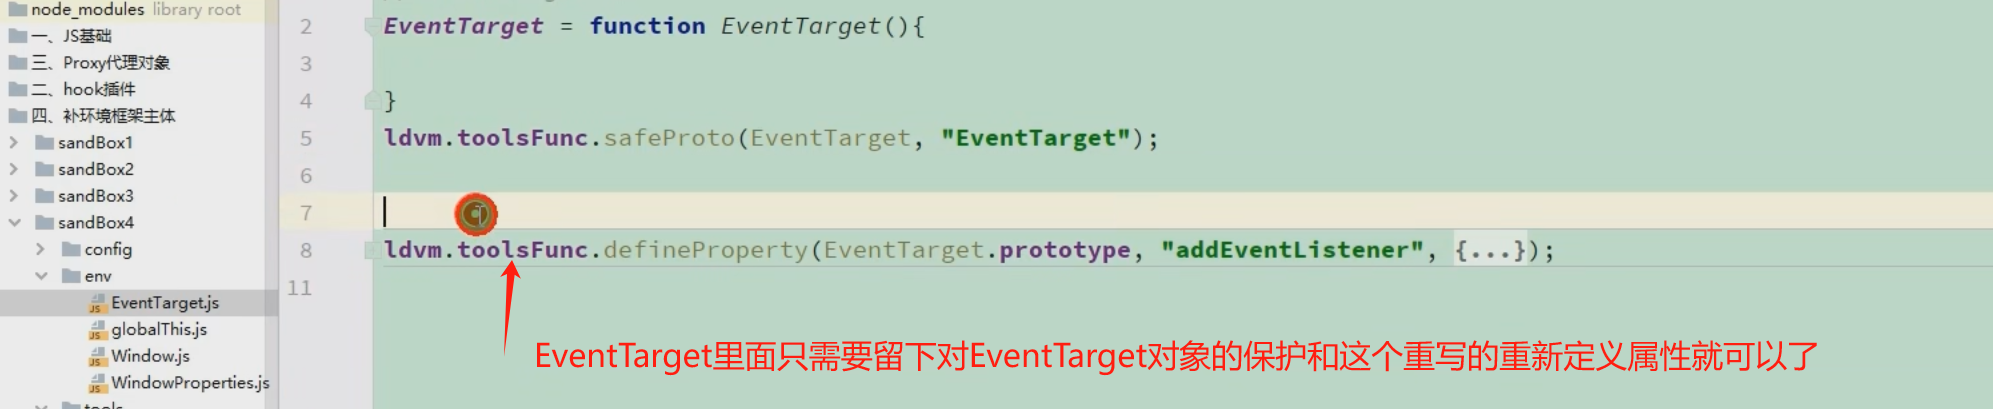 node_modules library root
一、JS基础
三、Proxy代理对象
二、hook插件
四、补环境框架主体
sandBox1
sandBox2
sandBox3
sandBox4
config
env
EventTarget.js
globalThis.js
Window.js
WindowProperties.js
tools
2 EventTarget = function EventTarget(){
3
4 }
5 ldvm.toolsFunc.safeProto(EventTarget, "EventTarget");
6
7
8 ldvm.toolsFunc.defineProperty(EventTarget.prototype, "addEventListener", {...});
11
EventTarget里面只需要留下对EventTarget对象的保护和这个重写的重新定义属性就可以了